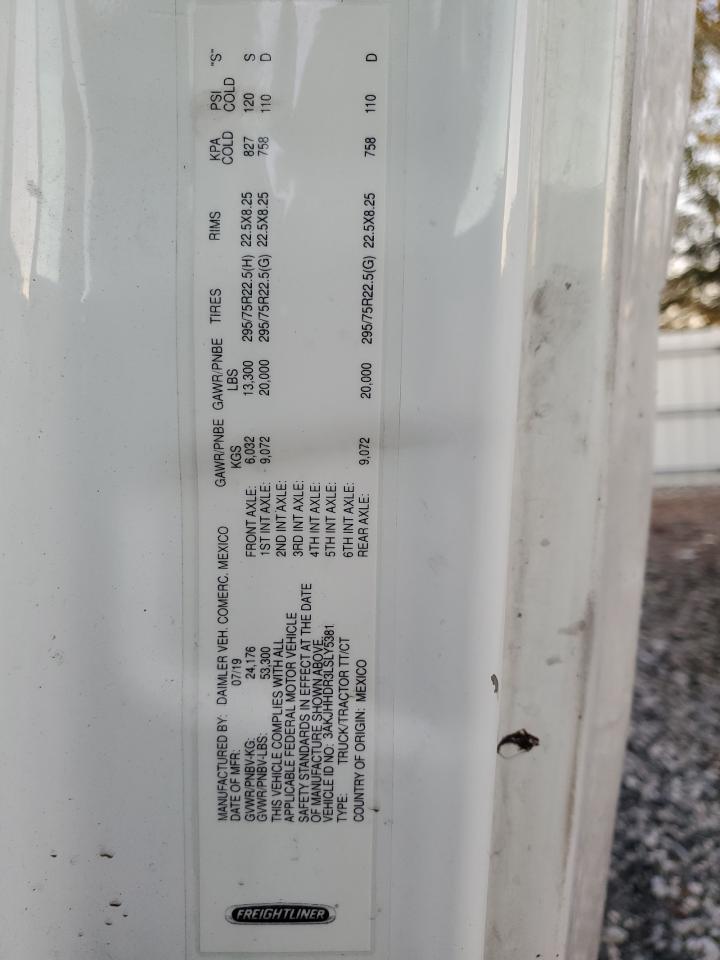 FREIGHTLINER
MANUFACTURED BY: DAIMLER VEH. COMERC. MEXICO
DATE OF MFR: 07/19
GVWR/PNBV-KG: 24,176
GVWR/PNBV-LBS: 53,300
THIS VEHICLE COMPLIES WITH ALL
APPLICABLE FEDERAL MOTOR VEHICLE
SAFETY STANDARDS IN EFFECT AT THE DATE
OF MANUFACTURE SHOWN ABOVE.
VEHICLE ID NO: 3AKJHHDR3LSLY5381
TYPE: TRUCK/TRACTOR TT/CT
COUNTRY OF ORIGIN: MEXICO
GAWR/PNBE KGS GAWR/PNBE LBS TIRES RIMS KPA COLD PSI COLD "S"
FRONT AXLE: 6,032 13,300 295/75R22.5(H) 22.5X8.25 827 120 S
1ST INT AXLE: 9,072 20,000 295/75R22.5(G) 22.5X8.25 758 110 D
2ND INT AXLE:
3RD INT AXLE:
4TH INT AXLE:
5TH INT AXLE:
6TH INT AXLE:
REAR AXLE: 9,072 20,000 295/75R22.5(G) 22.5X8.25 758 110 D